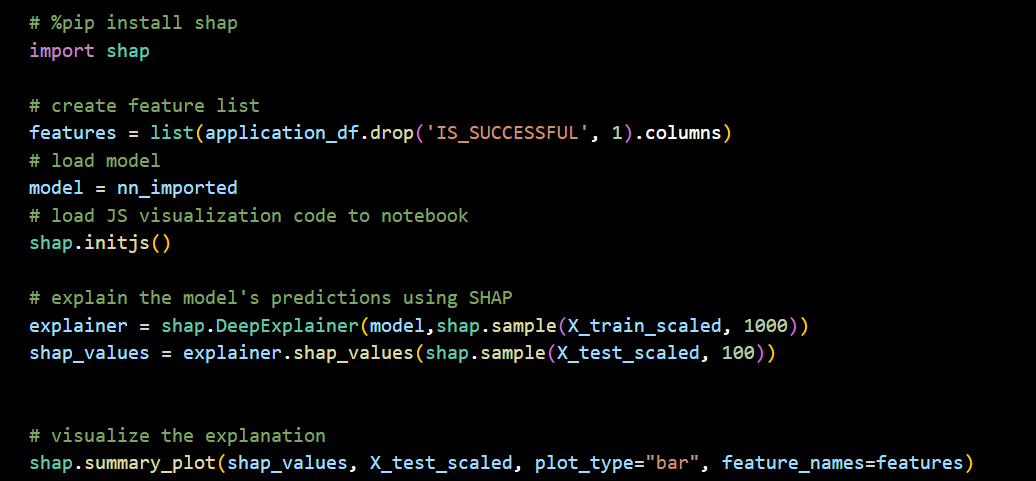 # %pip install shap
import shap
# create feature list
features = list(application_df.drop('IS_SUCCESSFUL', 1).columns)
# load model
model = nn_imported
# load JS visualization code to notebook
shap.initjs()
# explain the model's predictions using SHAP
explainer = shap.DeepExplainer(model,shap.sample(X_train_scaled, 1000))
shap_values = explainer.shap_values(shap.sample(X_test_scaled, 100))
# visualize the explanation
shap.summary_plot(shap_values, X_test_scaled, plot_type="bar", feature_names=features)